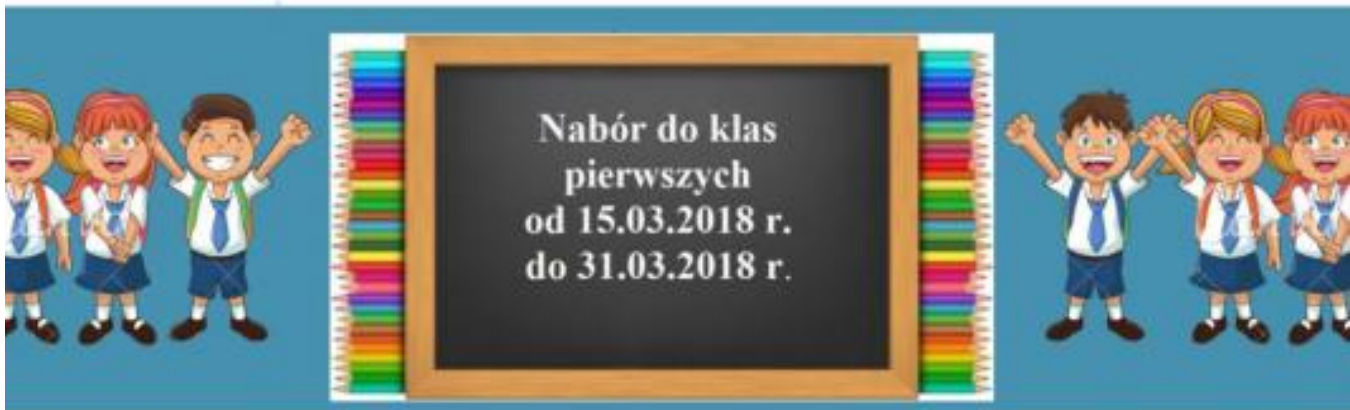 Nabór do klas
pierwszych
od 15.03.2018 r.
do 31.03.2018 r.